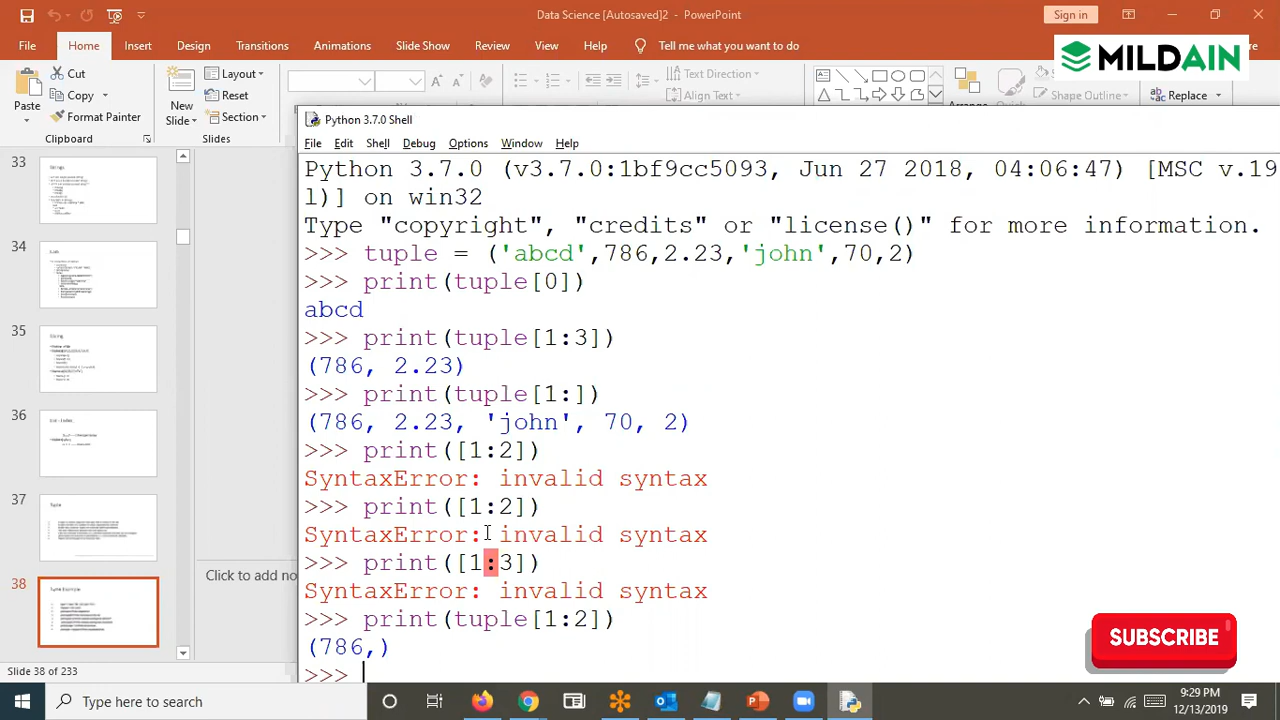 Data Science [Autosaved]2 - PowerPoint
Sign in
File Home Insert Design Transitions Animations Slide Show Review View Help Tell me what you want to do
MILDAIN
Paste
Cut
Copy
Format Painter
Clipboard
New
Slide
Layout
Reset
Section
Slides
Text Direction
Align Text
Arrange
Quick
Shape Outline
Replace
33
Strings
34
35
36
37
38
Python 3.7.0 Shell
File Edit Shell Debug Options Window Help
Python 3.7.0 (v3.7.0:1bf9cc5093, Jun 27 2018, 04:06:47) [MSC v.19
l)] on win32
Type "copyright", "credits" or "license()" for more information.
>>> tuple = ('abcd',786,2.23,'john',70,2)
>>> print(tuple[0])
abcd
>>> print(tuple[1:3])
(786, 2.23)
>>> print(tuple[1:])
(786, 2.23, 'john', 70, 2)
>>> print([1:2])
SyntaxError: invalid syntax
>>> print([1:2])
SyntaxError: invalid syntax
>>> print([1:3])
SyntaxError: invalid syntax
>>> print(tuple[1:2])
(786,)
>>>
Click to add no
SUBSCRIBE
Slide 38 of 233
Type here to search
9:29 PM
12/13/2019